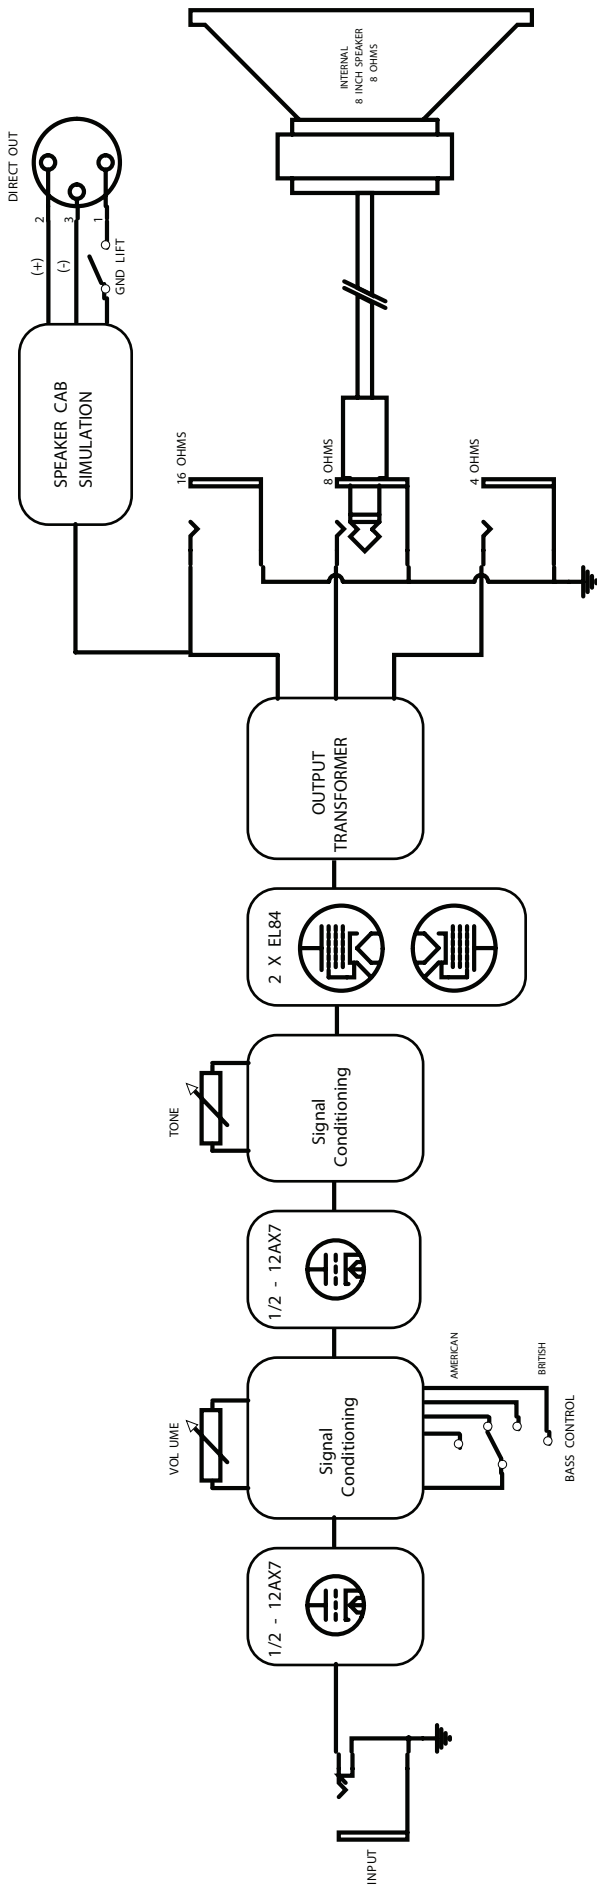 INPUT
1/2 - 12AX7
VOLUME
Signal
Conditioning
AMERICAN
BRITISH
BASS CONTROL
1/2 - 12AX7
TONE
Signal
Conditioning
2 X EL84
OUTPUT
TRANSFORMER
16 OHMS
8 OHMS
4 OHMS
SPEAKER CAB
SIMULATION
(+)
(-)
GND LIFT
2
3
1
DIRECT OUT
INTERNAL
8 INCH SPEAKER
8 OHMS